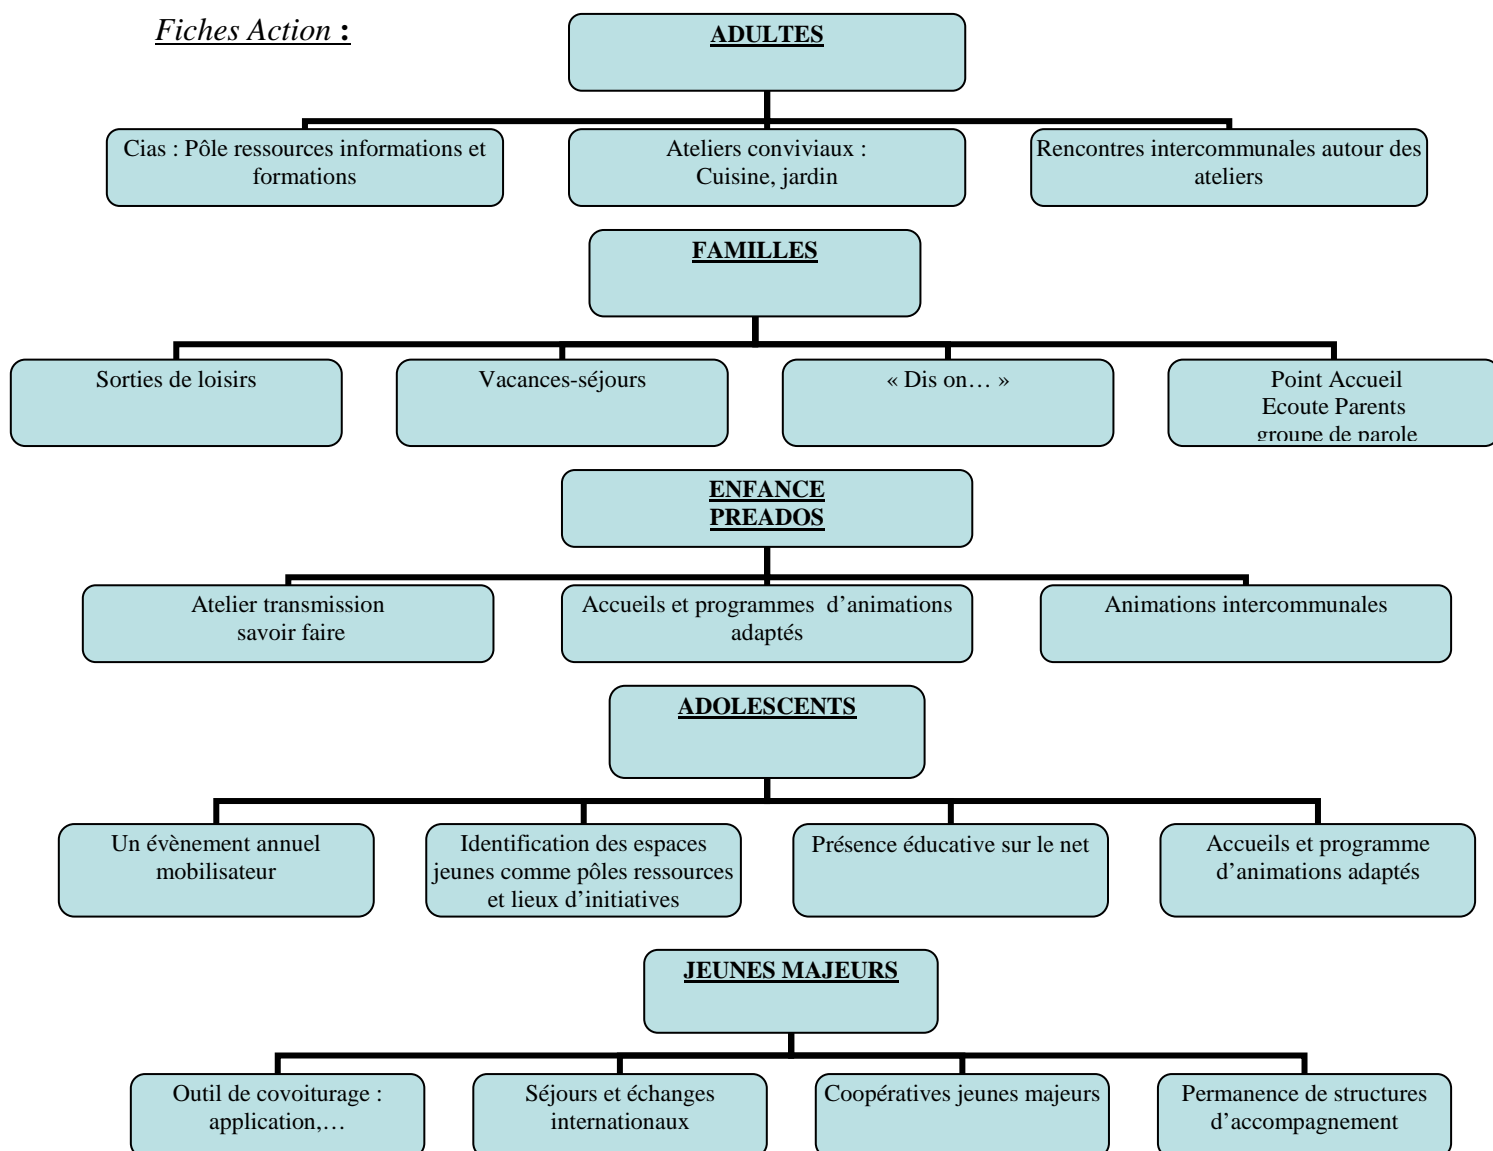 Fiches Action :
ADULTES
Cias : Pôle ressources informations et
formations
Ateliers conviviaux :
Cuisine, jardin
Rencontres intercommunales autour des
ateliers
FAMILLES
Sorties de loisirs
Vacances-séjours
« Dis on… »
Point Accueil
Ecoute Parents
groupe de parole
ENFANCE
PREADOS
Atelier transmission
savoir faire
Accueils et programmes  d’animations
adaptés
Animations intercommunales
ADOLESCENTS
Un évènement annuel
mobilisateur
Identification des espaces
jeunes comme pôles ressources
et lieux d’initiatives
Présence éducative sur le net
Accueils et programme
d’animations adaptés
JEUNES MAJEURS
Outil de covoiturage :
application,…
Séjours et échanges
internationaux
Coopératives jeunes majeurs
Permanence de structures
d’accompagnement